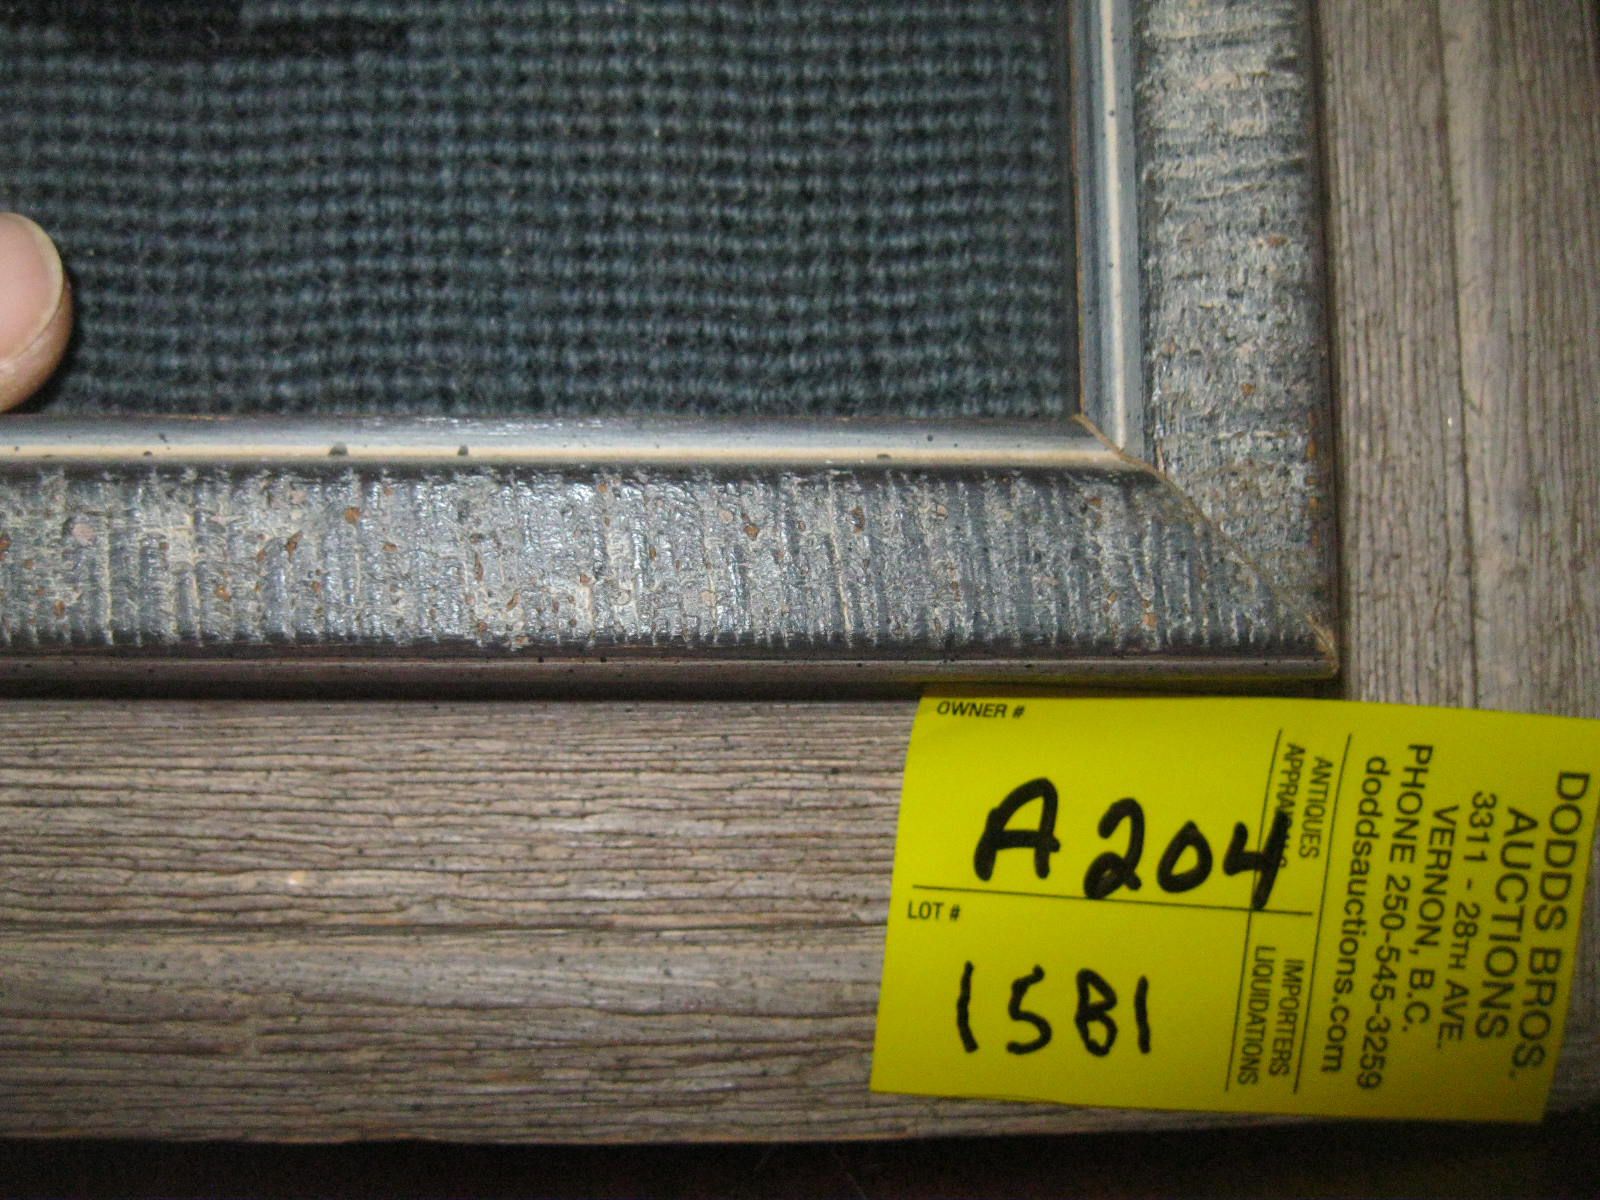 OWNER #
A204
LOT #
1581
ANTIQUES
IMPORTERS
LIQUIDATIONS
DODDS BROS.
AUCTIONS
3311 - 28TH AVE.
VERNON, B.C.
PHONE 250-545-3259
doddsauctions.com